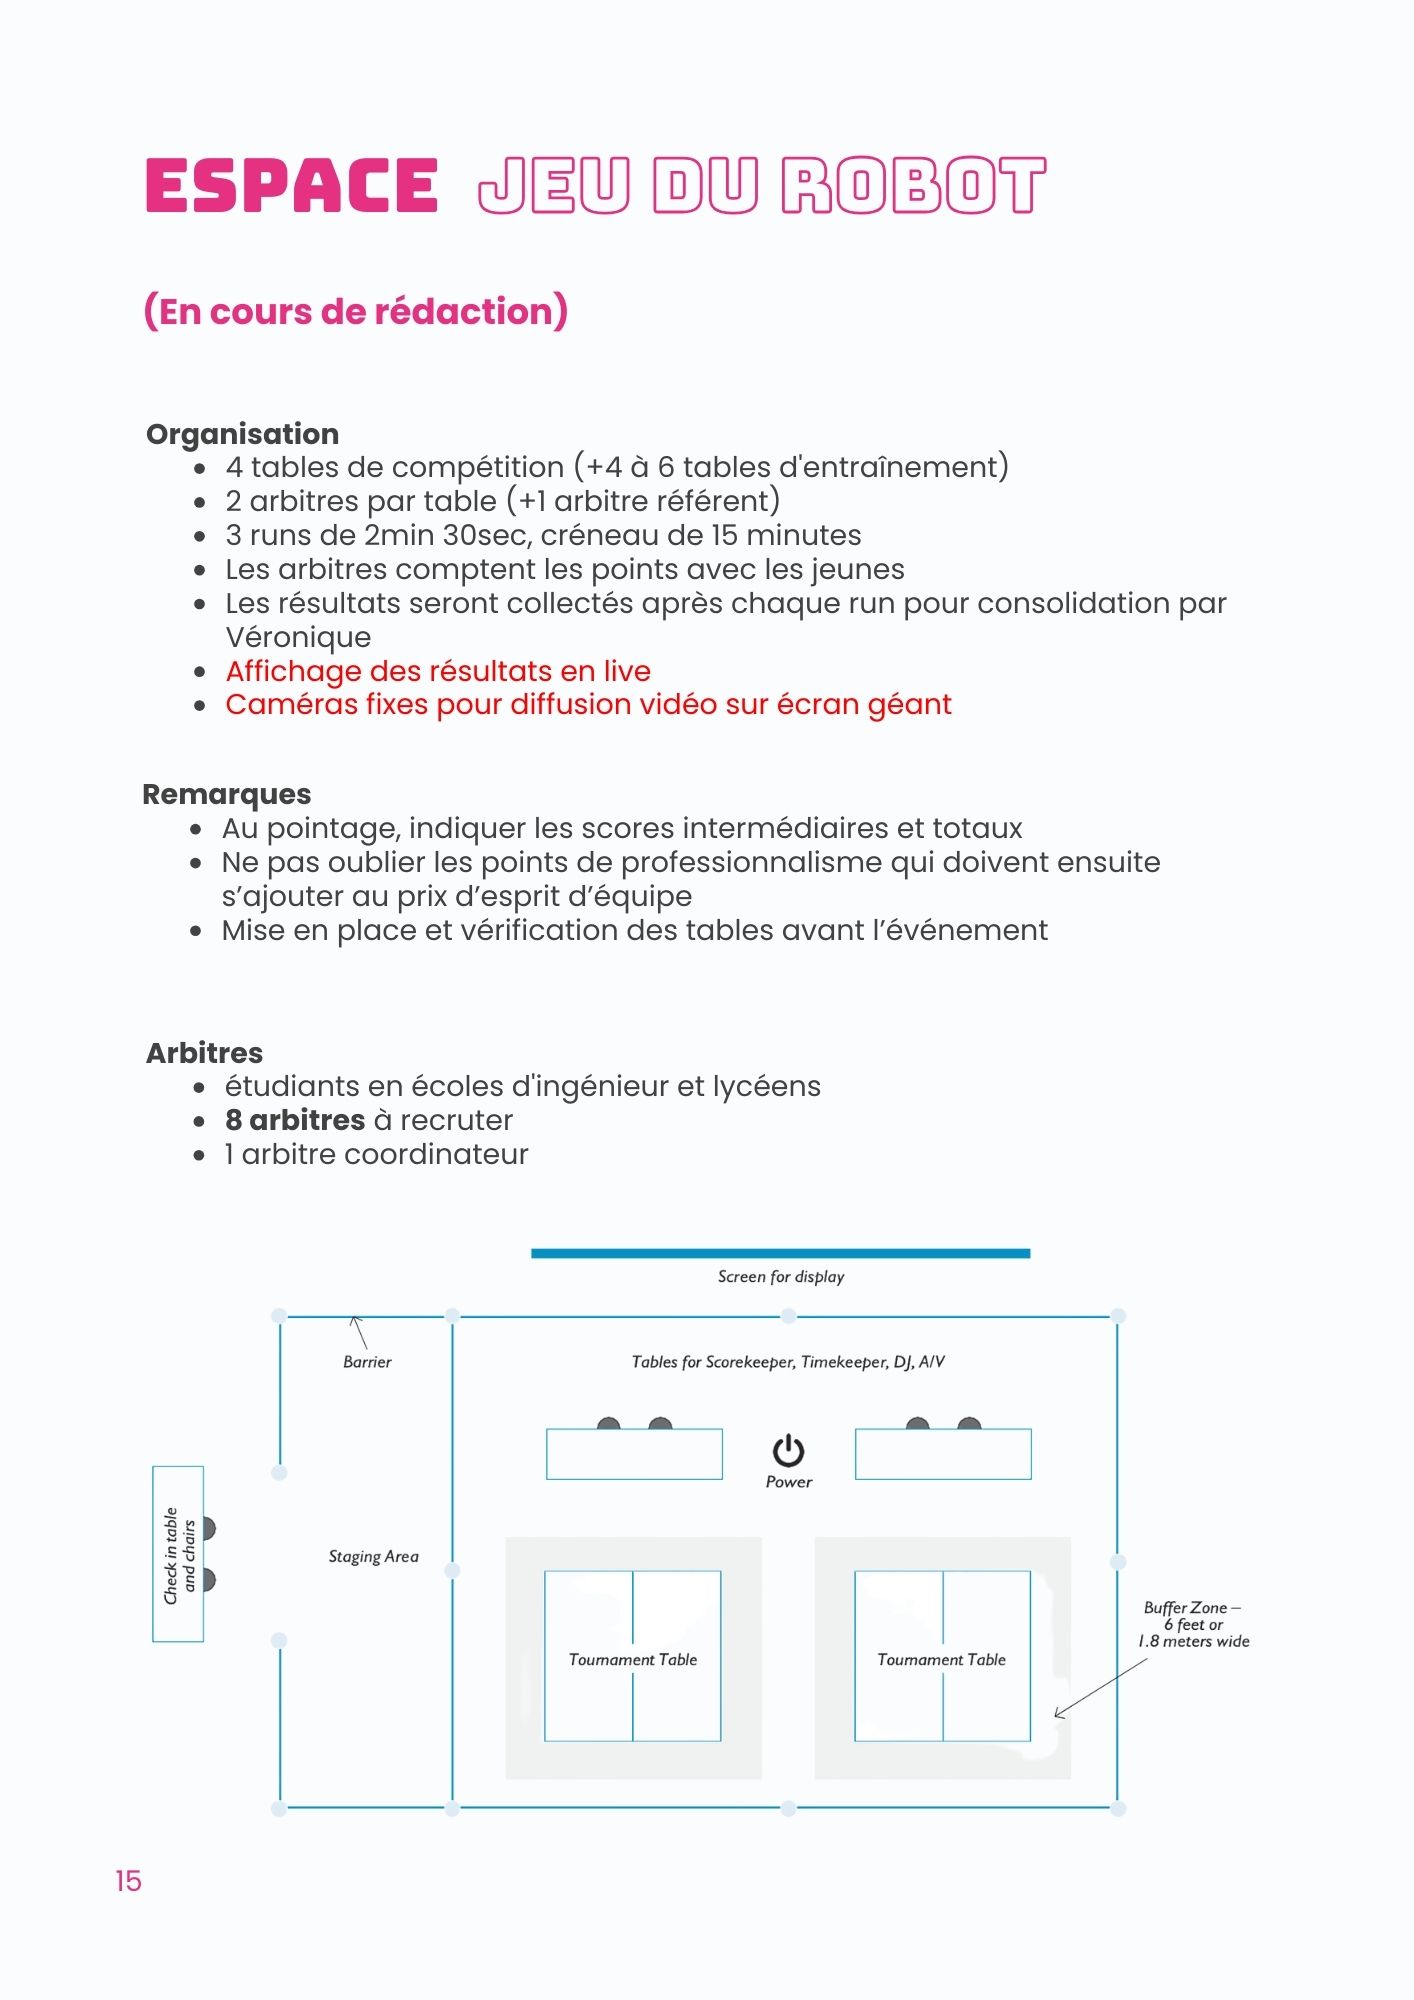 ESPACE JEU DU ROBOT
(En cours de rédaction)
Organisation
• 4 tables de compétition (+4 à 6 tables d'entraînement)
• 2 arbitres par table (+1 arbitre référent)
• 3 runs de 2min 30sec, créneau de 15 minutes
• Les arbitres comptent les points avec les jeunes
• Les résultats seront collectés après chaque run pour consolidation par
Véronique
• Affichage des résultats en live
• Caméras fixes pour diffusion vidéo sur écran géant
Remarques
• Au pointage, indiquer les scores intermédiaires et totaux
• Ne pas oublier les points de professionnalisme qui doivent ensuite
s’ajouter au prix d’esprit d’équipe
• Mise en place et vérification des tables avant l’événement
Arbitres
• étudiants en écoles d'ingénieur et lycéens
• 8 arbitres à recruter
• 1 arbitre coordinateur
Screen for display
Barrier
Tables for Scorekeeper, Timekeeper, DJ, A/V
Power
Check in table
and chairs
Staging Area
Tournament Table
Tournament Table
Buffer Zone –
6 feet or
1.8 meters wide
15